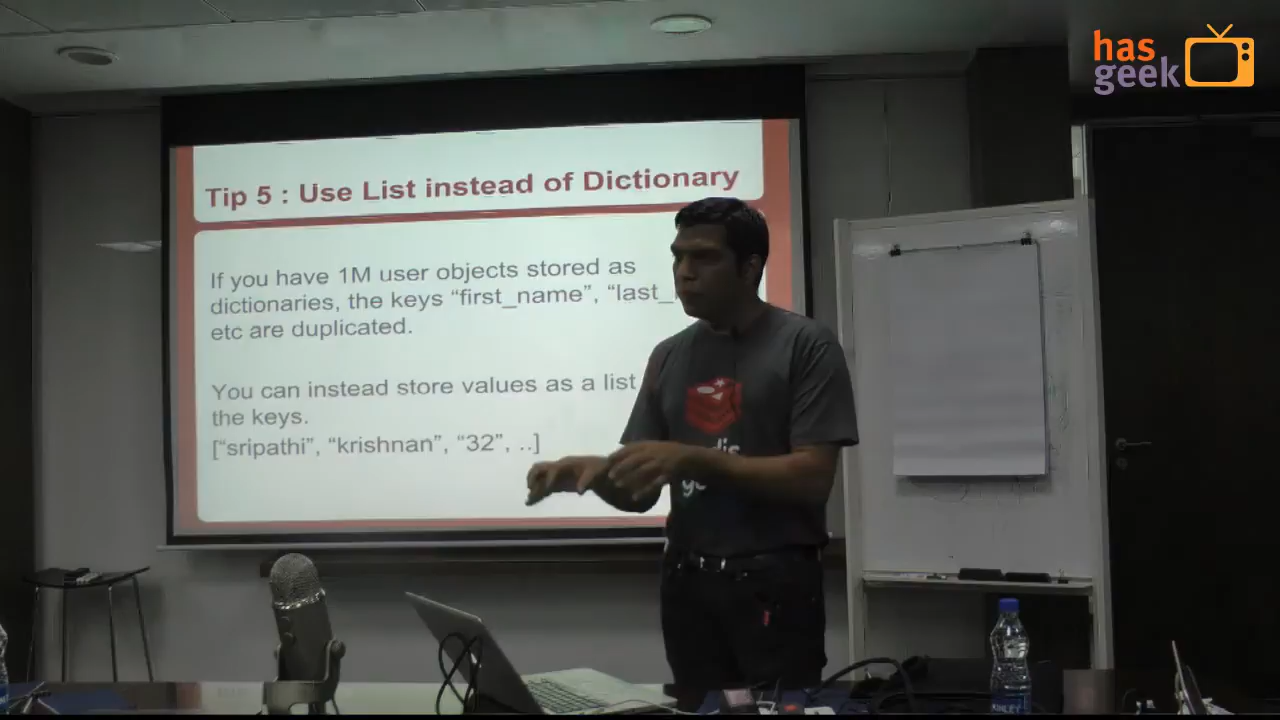 has
geek
Tip 5 : Use List instead of Dictionary
If you have 1M user objects stored as
dictionaries, the keys “first_name”, “last_
etc are duplicated.
You can instead store values as a list
the keys.
[“sripathi”, “krishnan”, “32”, ..]
KINLEY